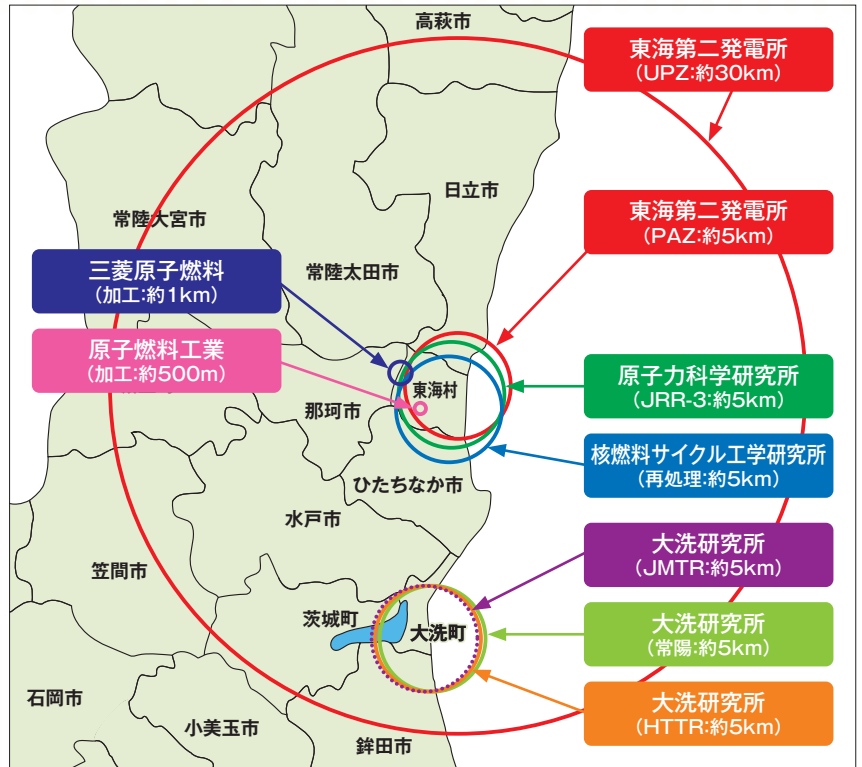 高萩市
東海第二発電所
（UPZ:約30km）
日立市
常陸大宮市
東海第二発電所
（PAZ:約5km）
三菱原子燃料
（加工:約1km）
常陸太田市
原子燃料工業
（加工:約500m）
東海村
原子力科学研究所
（JRR-3:約5km）
那珂市
核燃料サイクル工学研究所
（再処理:約5km）
ひたちなか市
水戸市
大洗研究所
（JMTR:約5km）
笠間市
茨城町
大洗町
大洗研究所
（常陽:約5km）
石岡市
大洗研究所
（HTTR:約5km）
小美玉市
鉾田市